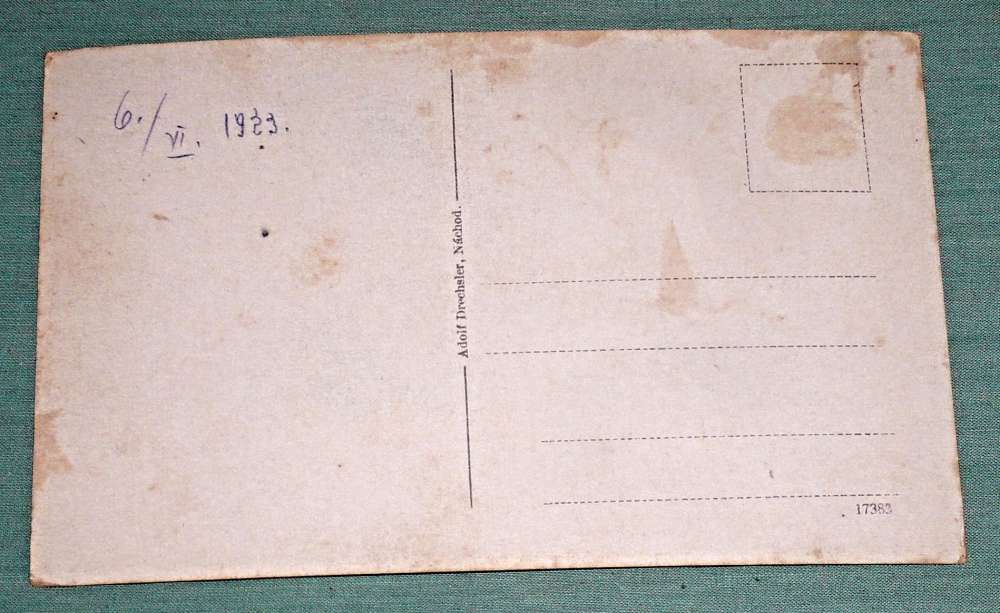 6./VI. 1923.
Adolf Drechsler, Náchod.
17383